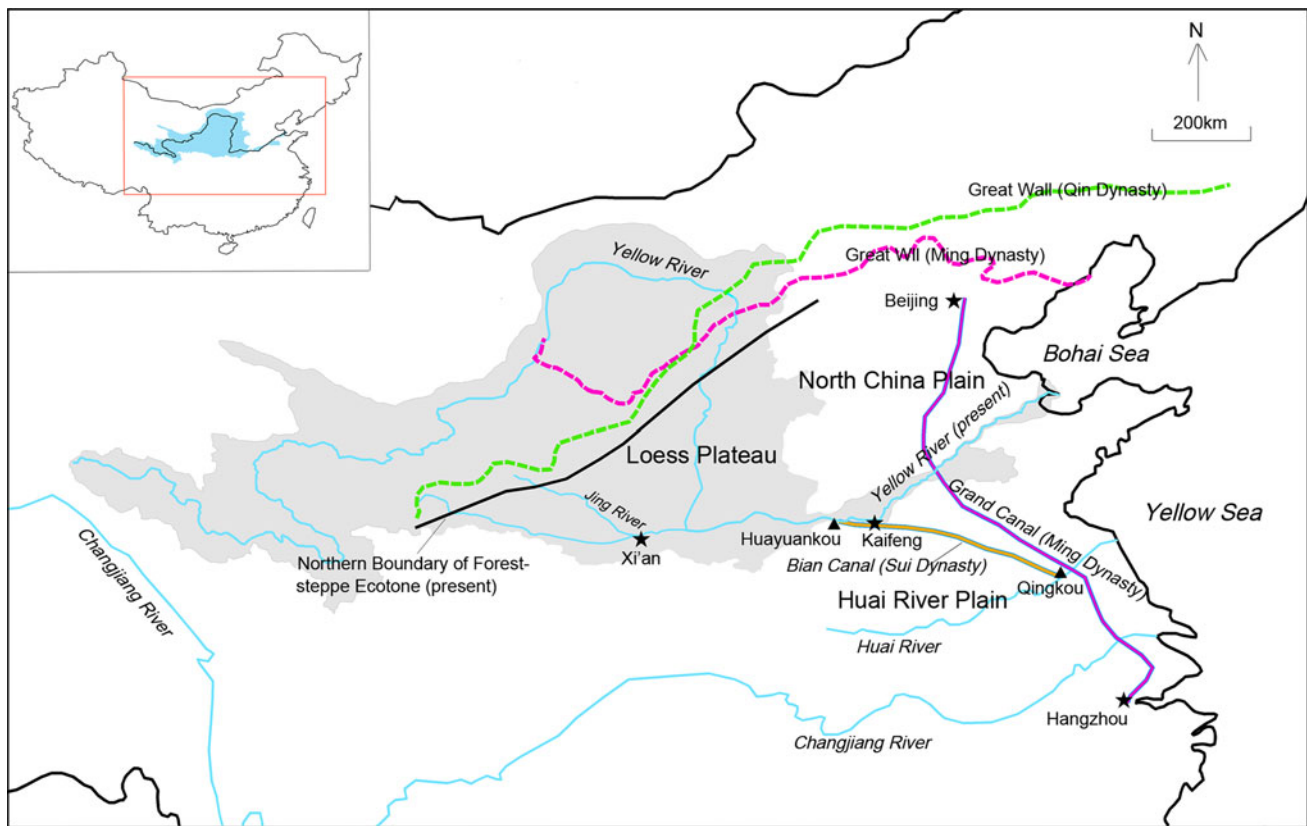 N
200km
Great Wall (Qin Dynasty)
Yellow River
Great Wll (Ming Dynasty)
Beijing
Bohai Sea
North China Plain
Yellow River (present)
Loess Plateau
Jing River
Grand Canal (Ming Dynasty)
Yellow Sea
Changjiang River
Huayuankou
Kaifeng
Xi'an
Bian Canal (Sui Dynasty)
Northern Boundary of Forest-
steppe Ecotone (present)
Qingkou
Huai River Plain
Huai River
Hangzhou
Changjiang River